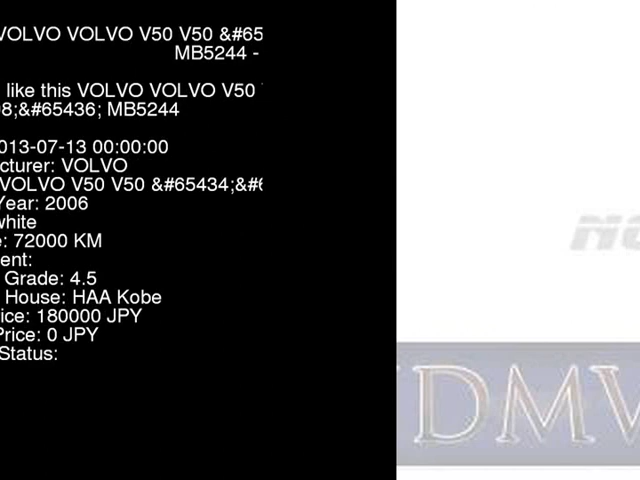 VOLVO VOLVO V50 V50 &#65
MB5244 -
like this VOLVO VOLVO V50
8;&#65436; MB5244
013-07-13 00:00:00
cturer: VOLVO
VOLVO V50 V50 &#65434;&#6
Year: 2006
white
e: 72000 KM
ent:
Grade: 4.5
House: HAA Kobe
ice: 180000 JPY
Price: 0 JPY
Status:
NO
DMV